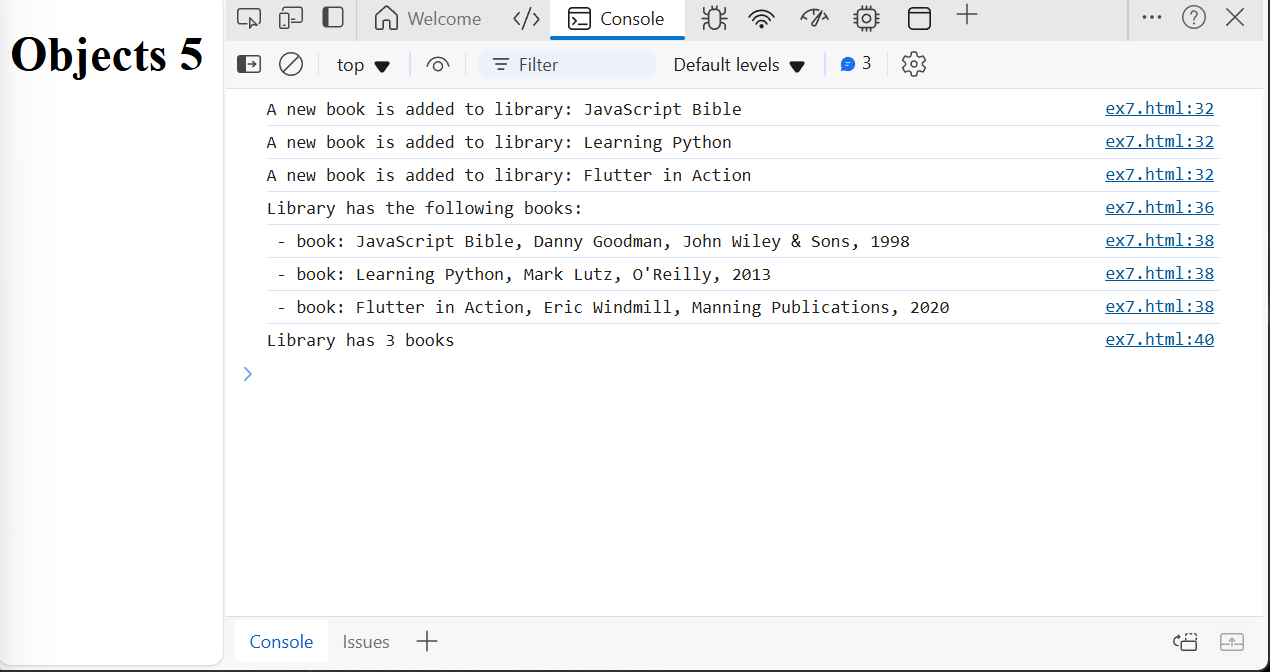 Objects 5
Welcome
Console
top
Filter
Default levels
3
A new book is added to library: JavaScript Bible ex7.html:32
A new book is added to library: Learning Python ex7.html:32
A new book is added to library: Flutter in Action ex7.html:32
Library has the following books: ex7.html:36
- book: JavaScript Bible, Danny Goodman, John Wiley & Sons, 1998 ex7.html:38
- book: Learning Python, Mark Lutz, O'Reilly, 2013 ex7.html:38
- book: Flutter in Action, Eric Windmill, Manning Publications, 2020 ex7.html:38
Library has 3 books ex7.html:40
Console
Issues